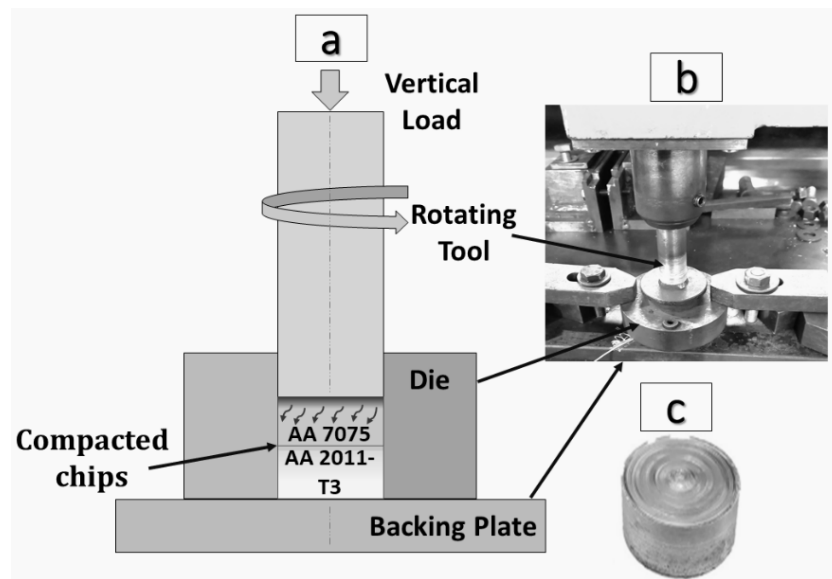 a
Vertical
Load
b
Rotating
Tool
Die
c
Compacted
chips
AA 7075
AA 2011-
T3
Backing Plate